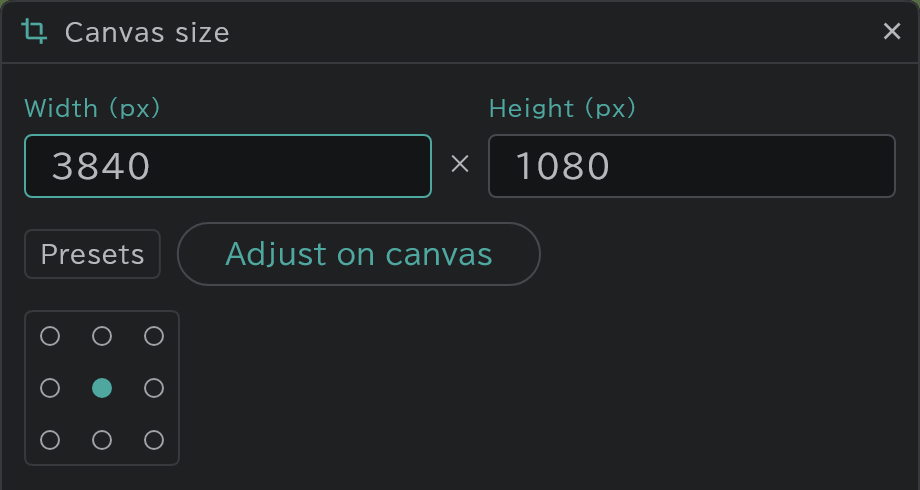 Canvas size
Width (px)
Height (px)
3840 × 1080
Presets
Adjust on canvas